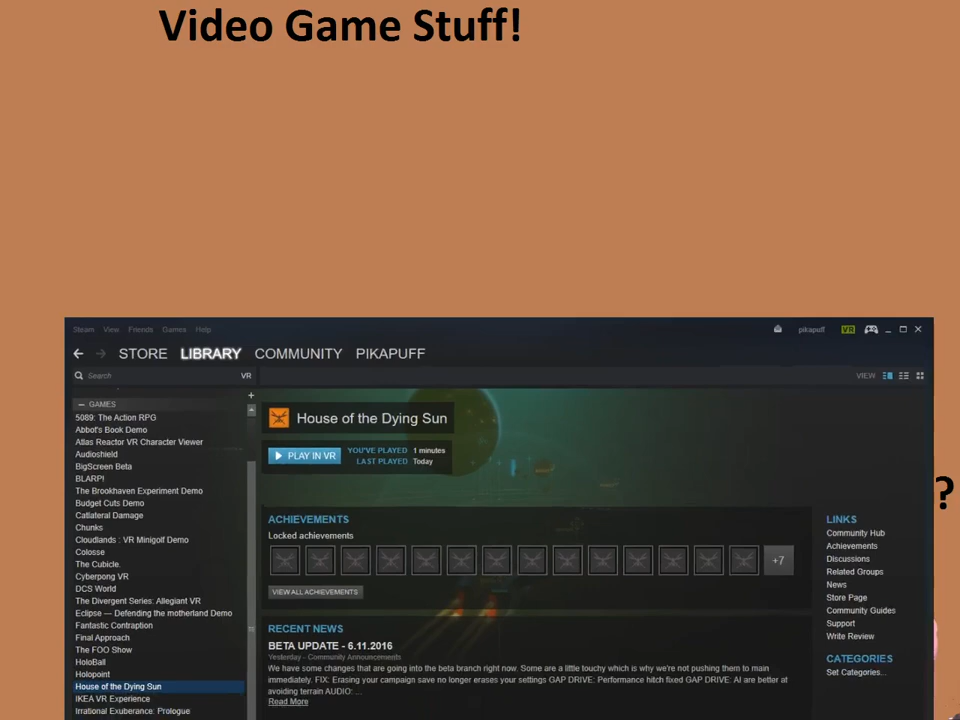 Video Game Stuff!
Steam View Friends Games Help
pikapuff VR
STORE LIBRARY COMMUNITY PIKAPUFF
Search VR
VIEW
GAMES
5089: The Action RPG
Abbot's Book Demo
Atlas Reactor VR Character Viewer
Audioshield
BigScreen Beta
BLARP!
The Brookhaven Experiment Demo
Budget Cuts Demo
Catlateral Damage
Chunks
Cloudlands : VR Minigolf Demo
Colosse
The Cubicle.
Cyberpong VR
DCS World
The Divergent Series: Allegiant VR
Eclipse — Defending the motherland Demo
Fantastic Contraption
Final Approach
The FOO Show
HoloBall
Holopoint
House of the Dying Sun
IKEA VR Experience
Irrational Exuberance: Prologue
House of the Dying Sun
PLAY IN VR
YOU'VE PLAYED 1 minutes
LAST PLAYED Today
ACHIEVEMENTS
Locked achievements
+7
VIEW ALL ACHIEVEMENTS
RECENT NEWS
BETA UPDATE - 6.11.2016
Yesterday - Community Announcements
We have some changes that are going into the beta branch right now. Some are a little touchy which is why we're not pushing them to main
immediately. FIX: Erasing your campaign save no longer erases your settings GAP DRIVE: Performance hitch fixed GAP DRIVE: AI are better at
avoiding terrain AUDIO: ...
Read More
LINKS
Community Hub
Achievements
Discussions
Related Groups
News
Store Page
Community Guides
Support
Write Review
CATEGORIES
Set Categories...
?